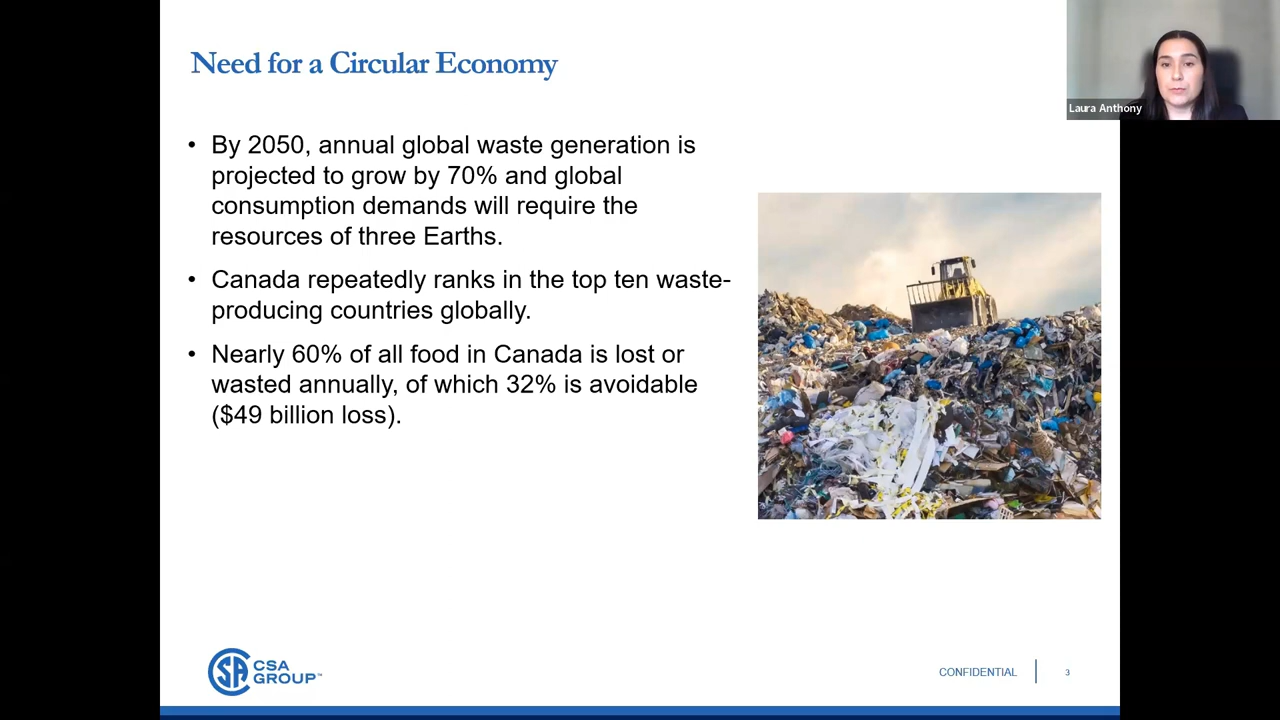 Need for a Circular Economy
Laura Anthony
• By 2050, annual global waste generation is
projected to grow by 70% and global
consumption demands will require the
resources of three Earths.
• Canada repeatedly ranks in the top ten waste-
producing countries globally.
• Nearly 60% of all food in Canada is lost or
wasted annually, of which 32% is avoidable
($49 billion loss).
CSA
GROUP™
CONFIDENTIAL
3